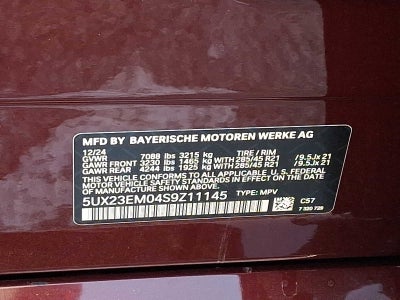 MFD BY BAYERISCHE MOTOREN WERKE AG
12/24 TIRE / RIM
GVWR 7088 lbs 3215 kg
GAWR FRONT 3230 lbs 1465 kg WITH 285/45 R21 / 9.5Jx 21
GAWR REAR 4244 lbs 1925 kg WITH 285/45 R21 / 9.5Jx 21
THIS VEHICLE CONFORMS TO ALL APPLICABLE U.S. FEDERAL
MOTOR VEHICLE SAFETY STANDARDS IN EFFECT ON THE DATE
OF MANUFACTURE SHOWN ABOVE.
5UX23EM04S9Z11145 TYPE: MPV
C57
7 320 728